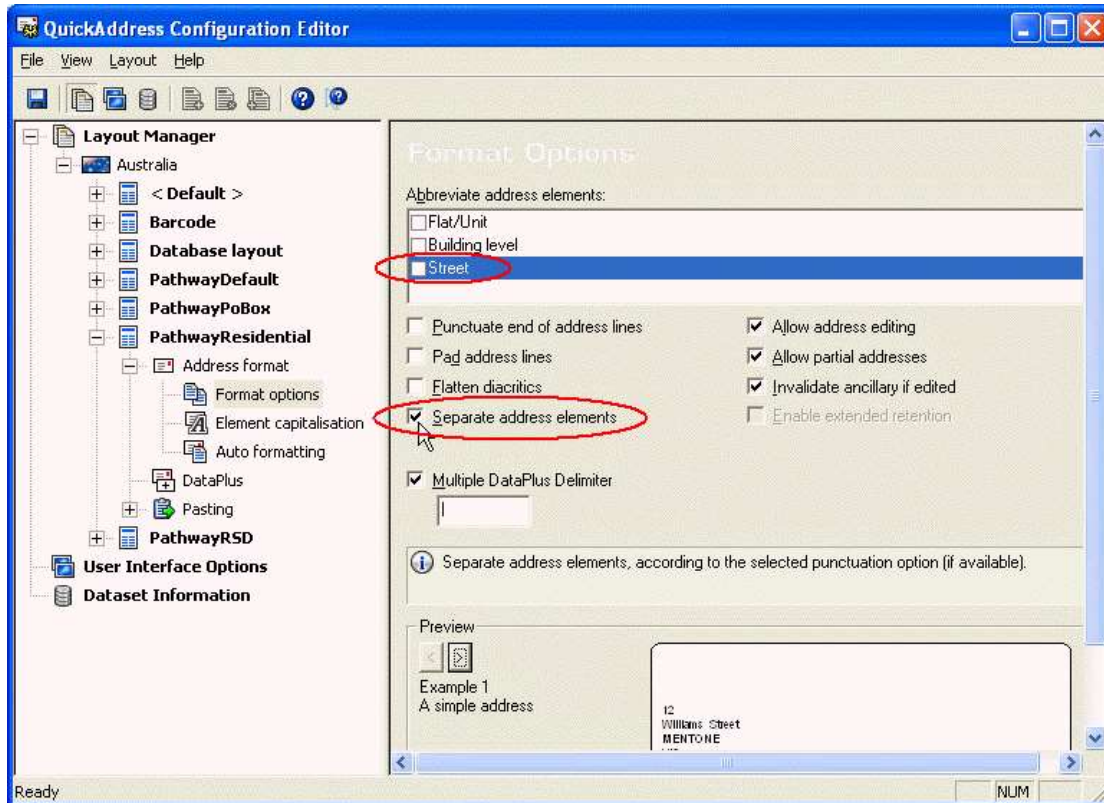 QuickAddress Configuration Editor
File View Layout Help
Layout Manager
Australia
< Default >
Barcode
Database layout
PathwayDefault
PathwayPoBox
PathwayResidential
Address format
Format options
Element capitalisation
Auto formatting
DataPlus
Pasting
PathwayRSD
User Interface Options
Dataset Information
Format Options
Abbreviate address elements:
Flat/Unit
Building level
Street
Punctuate end of address lines
Pad address lines
Flatten diacritics
Separate address elements
Allow address editing
Allow partial addresses
Invalidate ancillary if edited
Enable extended retention
Multiple DataPlus Delimiter
|
Separate address elements, according to the selected punctuation option (if available).
Preview
< >
Example 1
A simple address
12
Williams Street
MENTONE
Ready
NUM